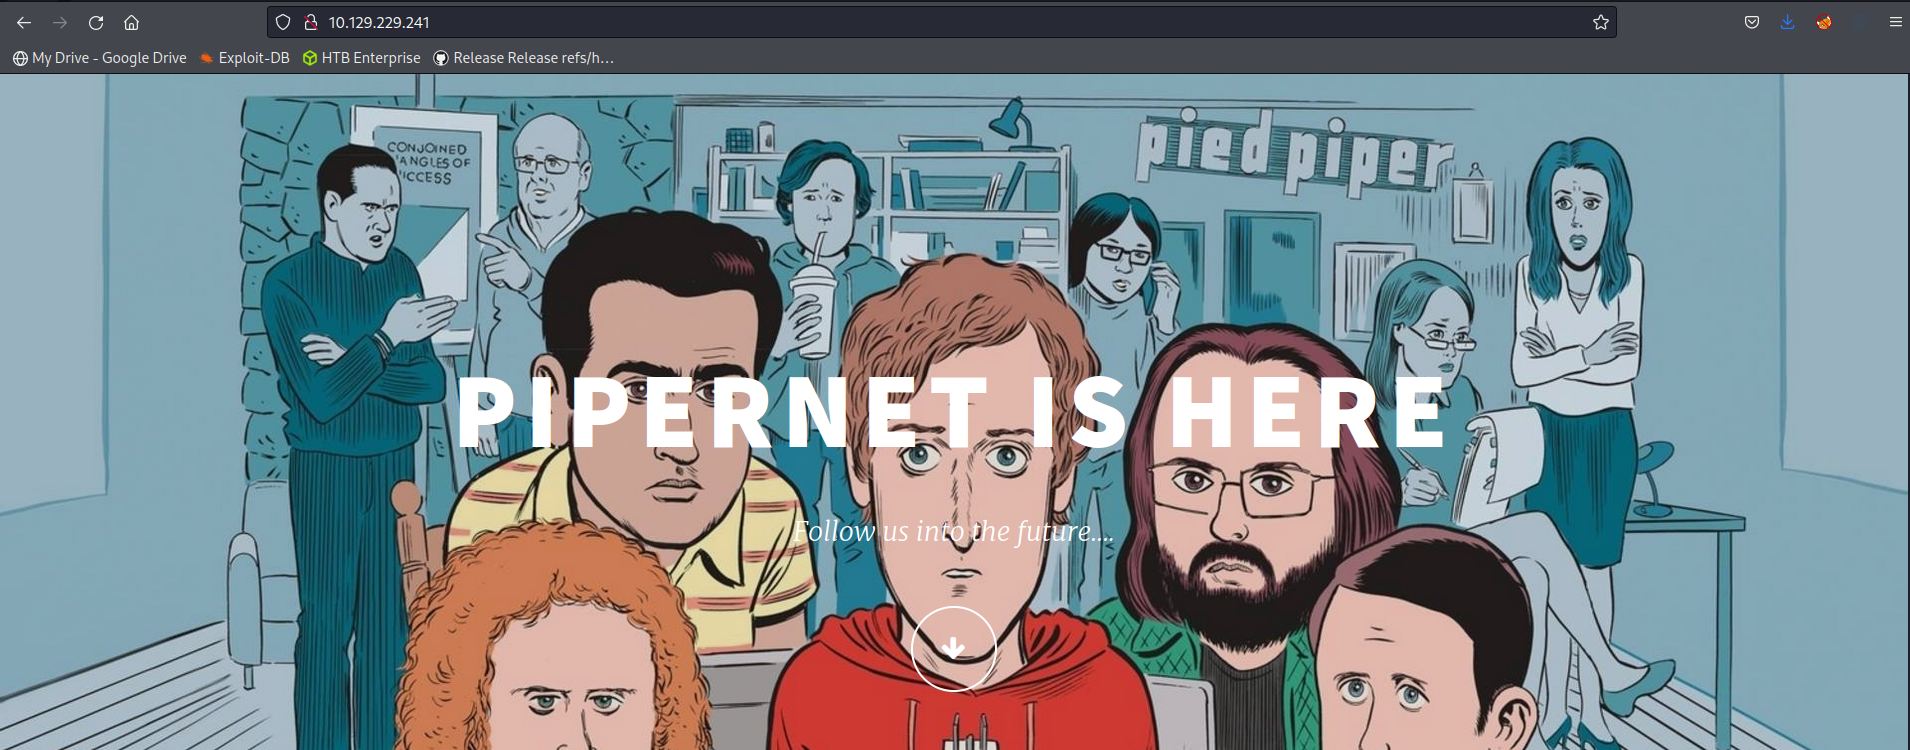 10.129.229.241
My Drive - Google Drive Exploit-DB HTB Enterprise Release Release refs/h…
CONJOINED
ANGLES OF
CCESS
pied piper
PIPERNET IS HERE
Follow us into the future....